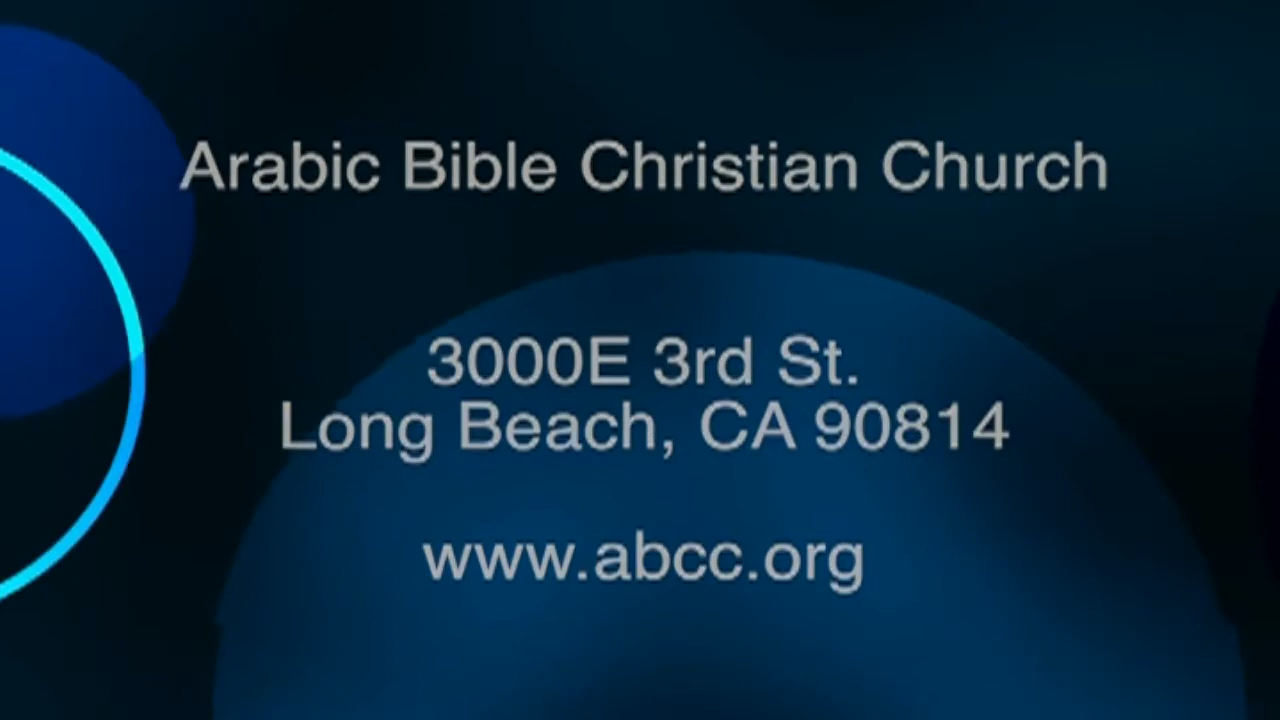 Arabic Bible Christian Church
3000E 3rd St.
Long Beach, CA 90814
www.abcc.org